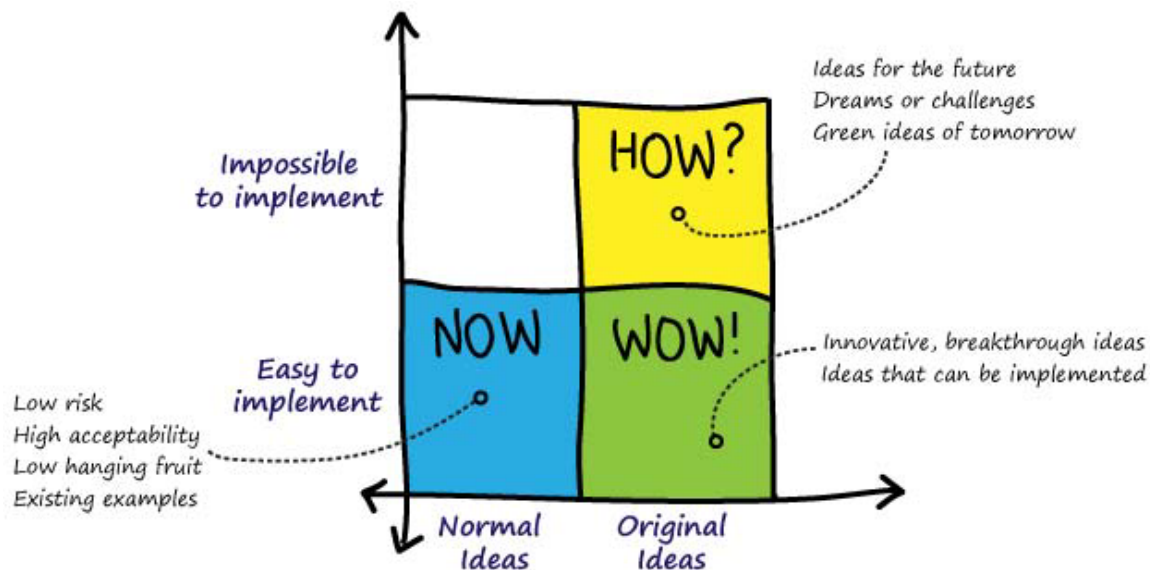 Ideas for the future
Dreams or challenges
Green ideas of tomorrow
HOW?
Impossible
to implement
NOW
WOW!
Innovative, breakthrough ideas
Ideas that can be implemented
Easy to
implement
Low risk
High acceptability
Low hanging fruit
Existing examples
Normal
Ideas
Original
Ideas